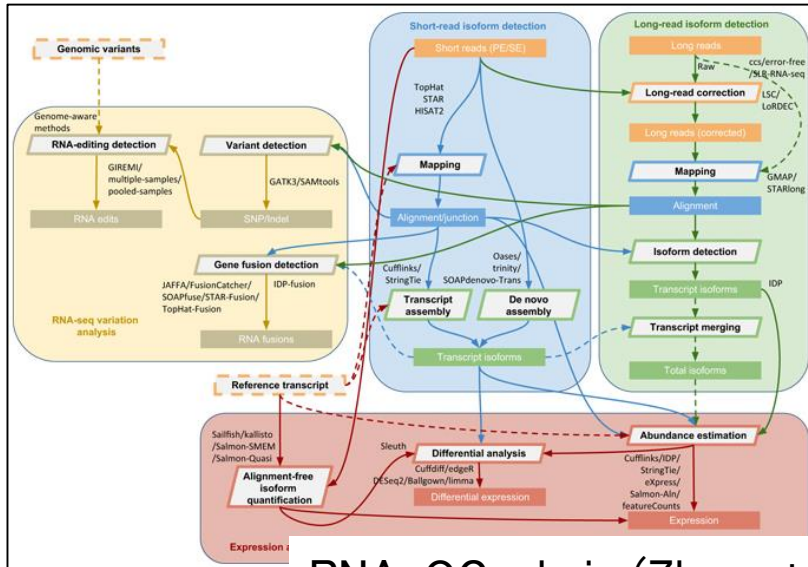 Short-read isoform detection
Long-read isoform detection
Genomic variants
Short reads (PE/SE)
Long reads
Raw
ccs/error-free
/SLR-RNA-seq
TopHat
STAR
HISAT2
Long-read correction
LSC/
LoRDEC
Genome-aware
methods
Long reads (corrected)
RNA-editing detection
Variant detection
Mapping
Mapping
GIREMI/
multiple-samples/
pooled-samples
GATK3/SAMtools
GMAP/
STARlong
RNA edits
SNP/Indel
Alignment/junction
Alignment
Isoform detection
Gene fusion detection
Cufflinks/
StringTie
Oases/
trinity/
SOAPdenovo-Trans
JAFFA/FusionCatcher/
SOAPfuse/STAR-Fusion/
TopHat-Fusion
IDP-fusion
Transcript isoforms
IDP
Transcript
assembly
De novo
assembly
Transcript merging
RNA-seq variation
analysis
RNA fusions
Transcript isoforms
Total isoforms
Reference transcript
Sailfish/kallisto
/Salmon-SMEM
/Salmon-Quasi
Sleuth
Differential analysis
Abundance estimation
Cuffdiff/edgeR
DESeq2/Ballgown/limma
Cufflinks/IDP/
StringTie/
eXpress/
Salmon-Aln/
featureCounts
Alignment-free
isoform
quantification
Differential expression
Expression
Expression a